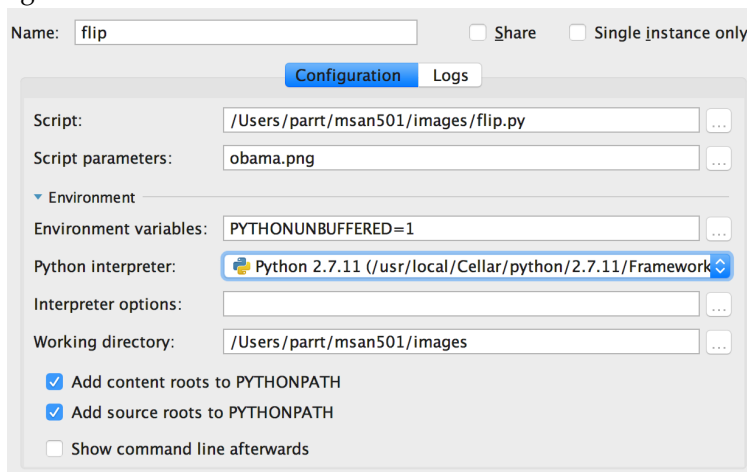 Name: flip Share Single instance only
Configuration Logs
Script: /Users/parrt/msan501/images/flip.py ...
Script parameters: obama.png ...
Environment
Environment variables: PYTHONUNBUFFERED=1 ...
Python interpreter: Python 2.7.11 (/usr/local/Cellar/python/2.7.11/Framework
Interpreter options: ...
Working directory: /Users/parrt/msan501/images ...
Add content roots to PYTHONPATH
Add source roots to PYTHONPATH
Show command line afterwards